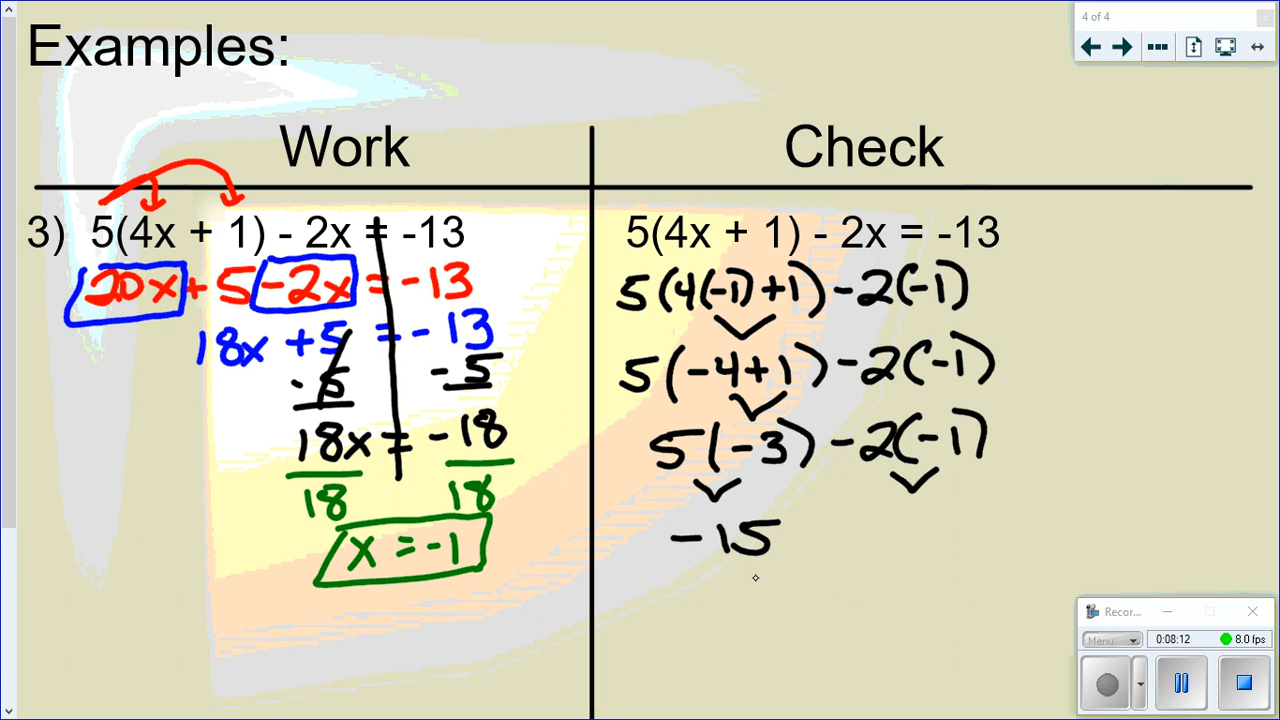 Examples:
4 of 4
Work
Check
3) 5(4x + 1) - 2x = -13
20x + 5 - 2x = -13
18x + 5 = - 13
- 5 - 5
18x = -18
18 18
x = -1
5(4x + 1) - 2x = -13
5(4(-1)+1) -2(-1)
5(-4+1) -2(-1)
5(-3) -2(-1)
-15
Recor...
Menu
0:08:12
8.0 fps